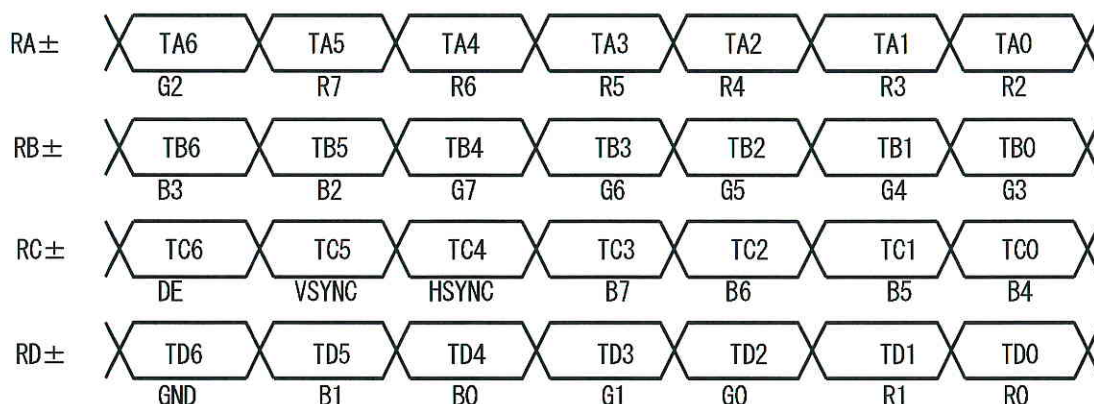 RA± TA6 TA5 TA4 TA3 TA2 TA1 TA0
G2 R7 R6 R5 R4 R3 R2
RB± TB6 TB5 TB4 TB3 TB2 TB1 TB0
B3 B2 G7 G6 G5 G4 G3
RC± TC6 TC5 TC4 TC3 TC2 TC1 TC0
DE VSYNC HSYNC B7 B6 B5 B4
RD± TD6 TD5 TD4 TD3 TD2 TD1 TD0
GND B1 B0 G1 G0 R1 R0